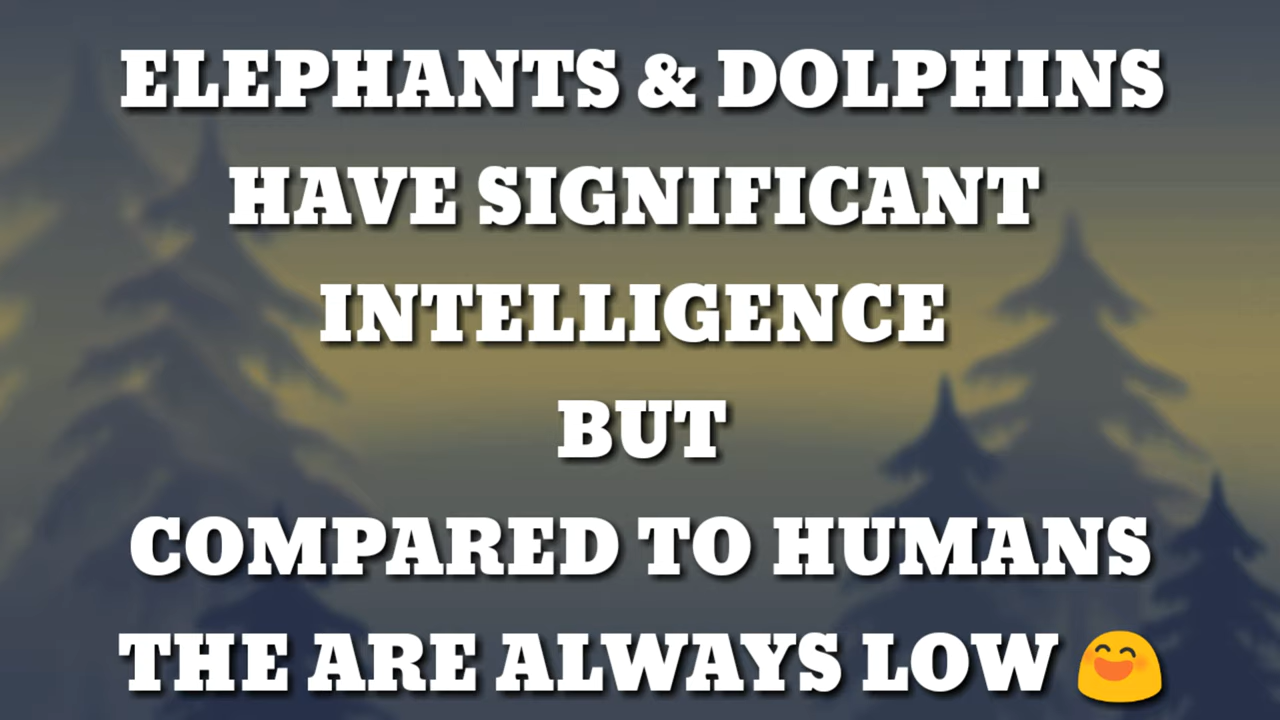 ELEPHANTS & DOLPHINS
HAVE SIGNIFICANT
INTELLIGENCE
BUT
COMPARED TO HUMANS
THE ARE ALWAYS LOW 😄